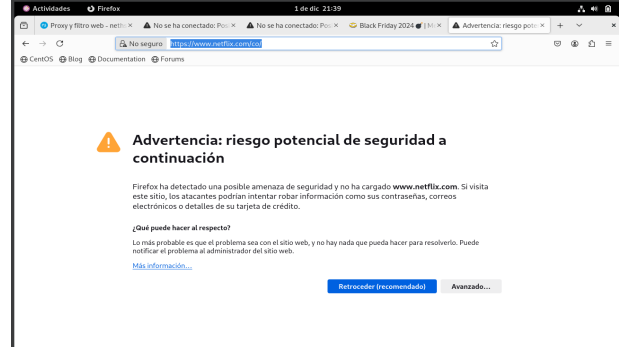 Actividades
Firefox
1 de dic 21:39
Proxy y filtro web - neth
No se ha conectado: Pos
No se ha conectado: Pos
Black Friday 2024
Advertencia: riesgo pote
No seguro
https://www.netflix.com/co/
CentOS
Blog
Documentation
Forums
Advertencia: riesgo potencial de seguridad a
continuación
Firefox ha detectado una posible amenaza de seguridad y no ha cargado www.netflix.com. Si visita
este sitio, los atacantes podrían intentar robar información como sus contraseñas, correos
electrónicos o detalles de su tarjeta de crédito.
¿Qué puede hacer al respecto?
Lo más probable es que el problema sea con el sitio web, y no hay nada que pueda hacer para resolverlo. Puede
notificar el problema al administrador del sitio web.
Más información...
Retroceder (recomendado)
Avanzado...